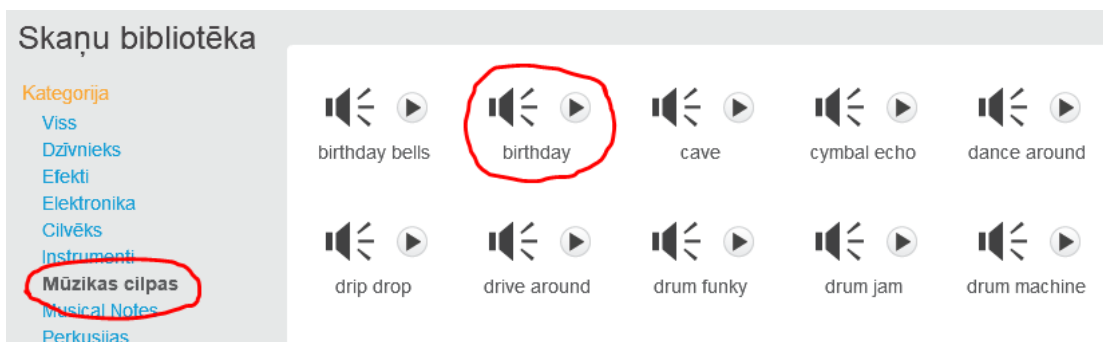 Skaņu bibliotēka
Kategorija
Viss
Dzīvnieks
Efekti
Elektronika
Cilvēks
Instrumenti
Mūzikas cilpas
Musical Notes
Perkusijas
birthday bells birthday cave cymbal echo dance around
drip drop drive around drum funky drum jam drum machine